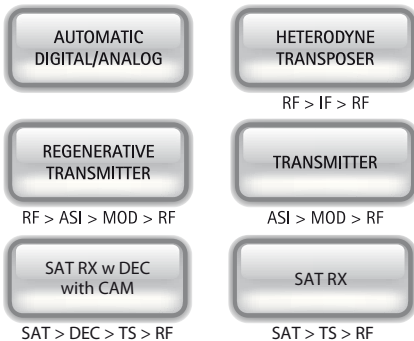 AUTOMATIC
DIGITAL/ANALOG
HETERODYNE
TRANSPOSER
RF > IF > RF
REGENERATIVE
TRANSMITTER
RF > ASI > MOD > RF
TRANSMITTER
ASI > MOD > RF
SAT RX w DEC
with CAM
SAT > DEC > TS > RF
SAT RX
SAT > TS > RF